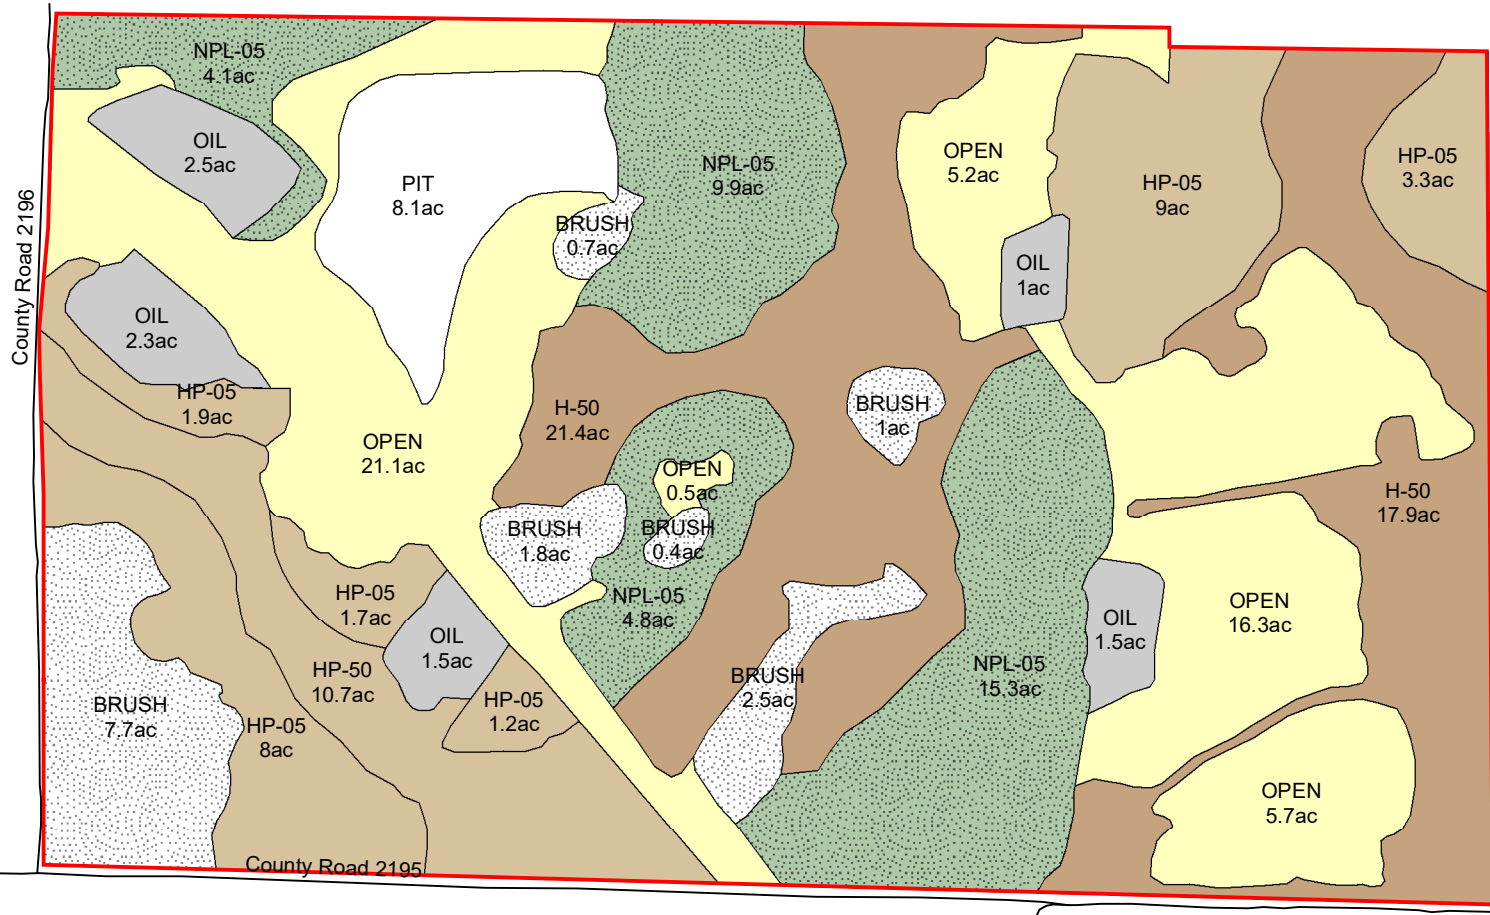 NPL-05
4.1ac
OIL
2.5ac
PIT
8.1ac
BRUSH
0.7ac
NPL-05
9.9ac
OPEN
5.2ac
HP-05
9ac
HP-05
3.3ac
OIL
1ac
County Road 2196
OIL
2.3ac
HP-05
1.9ac
OPEN
21.1ac
H-50
21.4ac
BRUSH
1ac
OPEN
0.5ac
BRUSH
1.8ac
BRUSH
0.4ac
H-50
17.9ac
HP-05
1.7ac
NPL-05
4.8ac
OIL
1.5ac
OIL
1.5ac
OPEN
16.3ac
HP-50
10.7ac
HP-05
1.2ac
BRUSH
2.5ac
NPL-05
15.3ac
BRUSH
7.7ac
HP-05
8ac
OPEN
5.7ac
County Road 2195